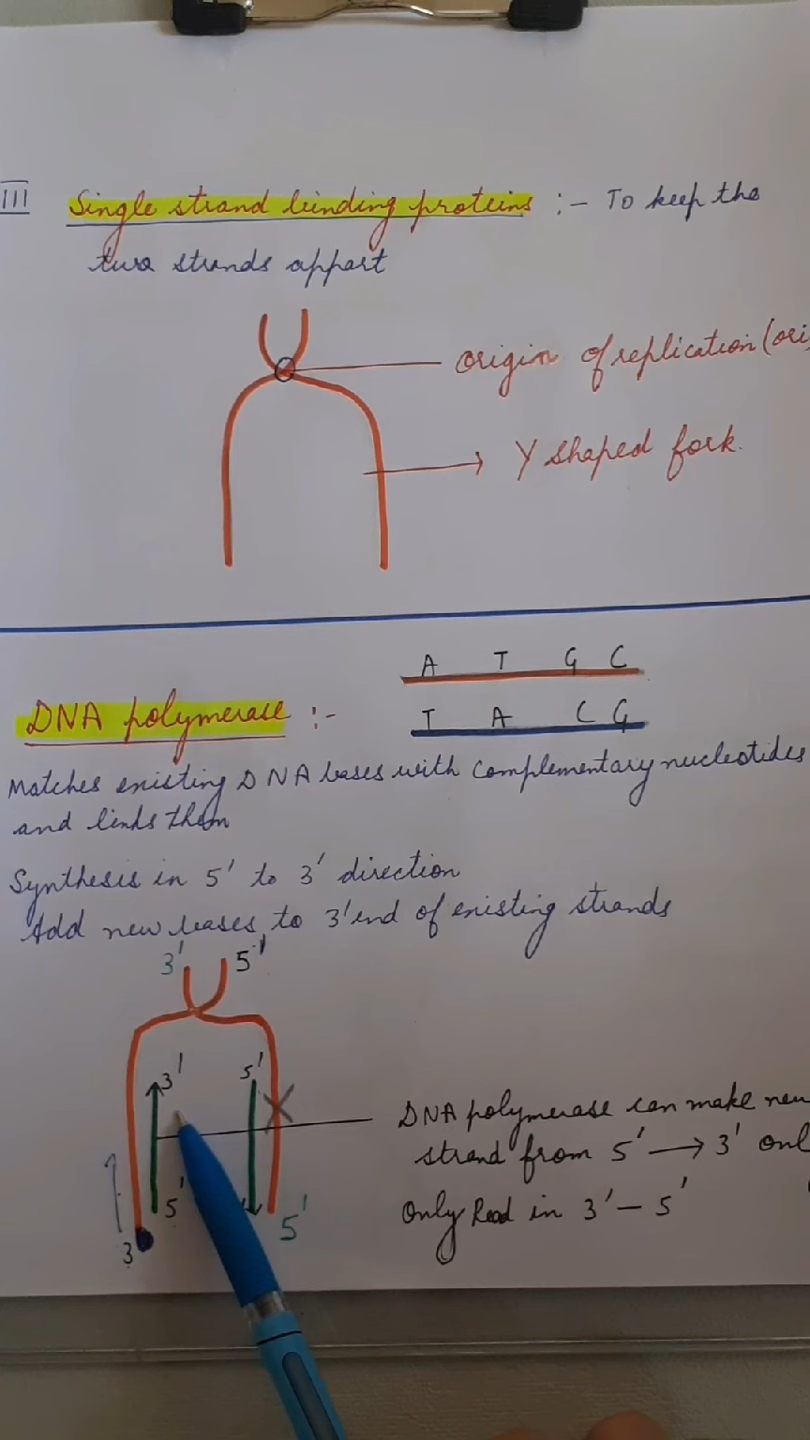 III Single strand binding proteins :- To keep the
two strands appart
origin of replication (ori
Y shaped fork.
A T G C
DNA polymerase :-
T A C G
Matches existing DNA bases with complementary nucleotides
and links them
Synthesis in 5' to 3' direction
Add new bases to 3' end of existing strands
3' 5'
3' 5'
X
DNA polymerase can make new
strand from 5' → 3' onl
5' 5'
only Read in 3' - 5'
3